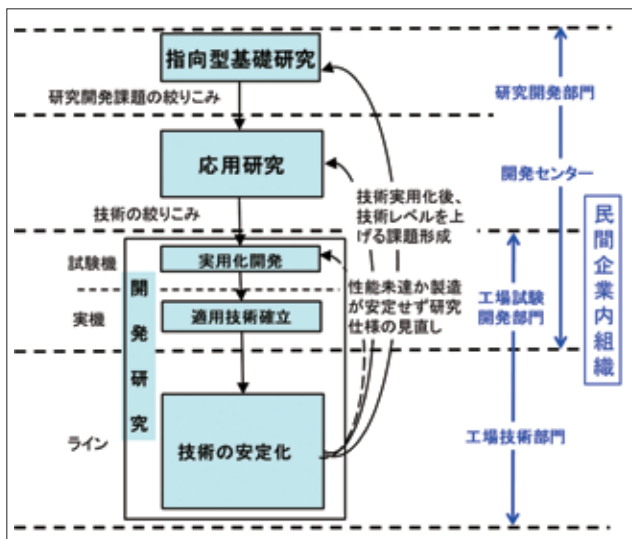 指向型基礎研究
研究開発課題の絞りこみ
応用研究
技術の絞りこみ
試験機
実用化開発
実機
適用技術確立
開発研究
ライン
技術の安定化
技術実用化後、
技術レベルを上
げる課題形成
性能未達か製造
が安定せず研究
仕様の見直し
研究開発部門
開発センター
工場試験
開発部門
工場技術部門
民間企業内組織